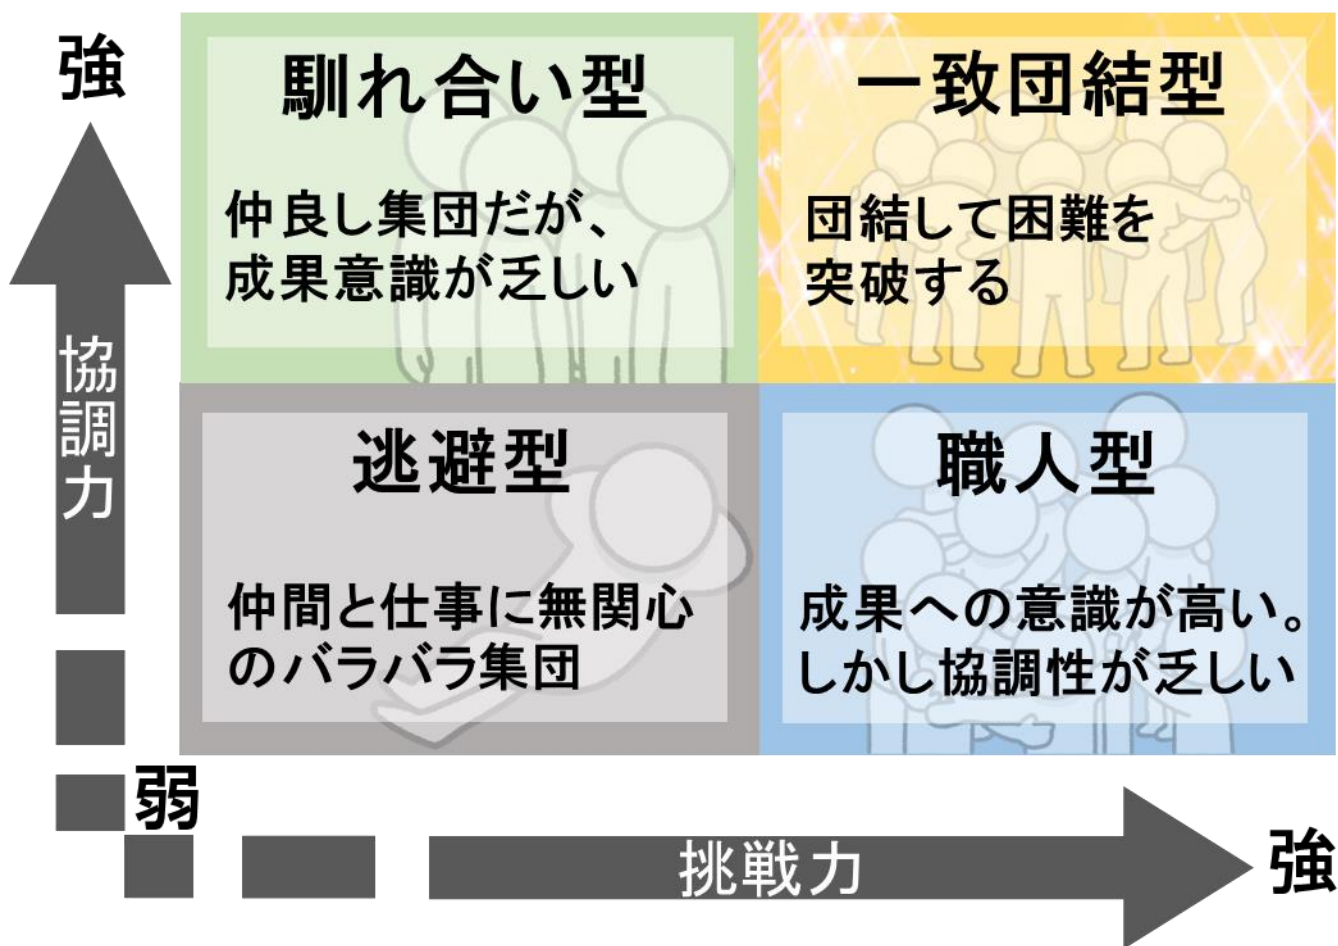 強
馴れ合い型
仲良し集団だが、
成果意識が乏しい
一致団結型
団結して困難を
突破する
協調力
逃避型
仲間と仕事に無関心
のバラバラ集団
職人型
成果への意識が高い。
しかし協調性が乏しい
弱
挑戦力
強